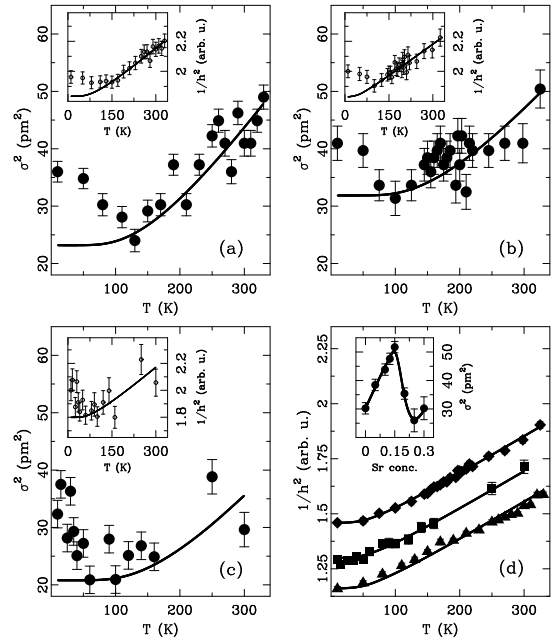 60
50
40
30
20
σ² (pm²)
2.2
2
1/h² (arb. u.)
0 150 300
T (K)
(a)
0 100 200 300
T (K)
60
50
40
30
20
σ² (pm²)
2.2
2
1/h² (arb. u.)
0 150 300
T (K)
(b)
0 100 200 300
T (K)
60
50
40
30
20
σ² (pm²)
2.2
2
1.8
1/h² (arb. u.)
0 150 300
T (K)
(c)
0 100 200 300
T (K)
2.25
2
1.75
1.5
1.25
1/h² (arb. u.)
50
40
30
σ² (pm²)
0 0.15 0.3
Sr conc.
(d)
0 100 200 300
T (K)